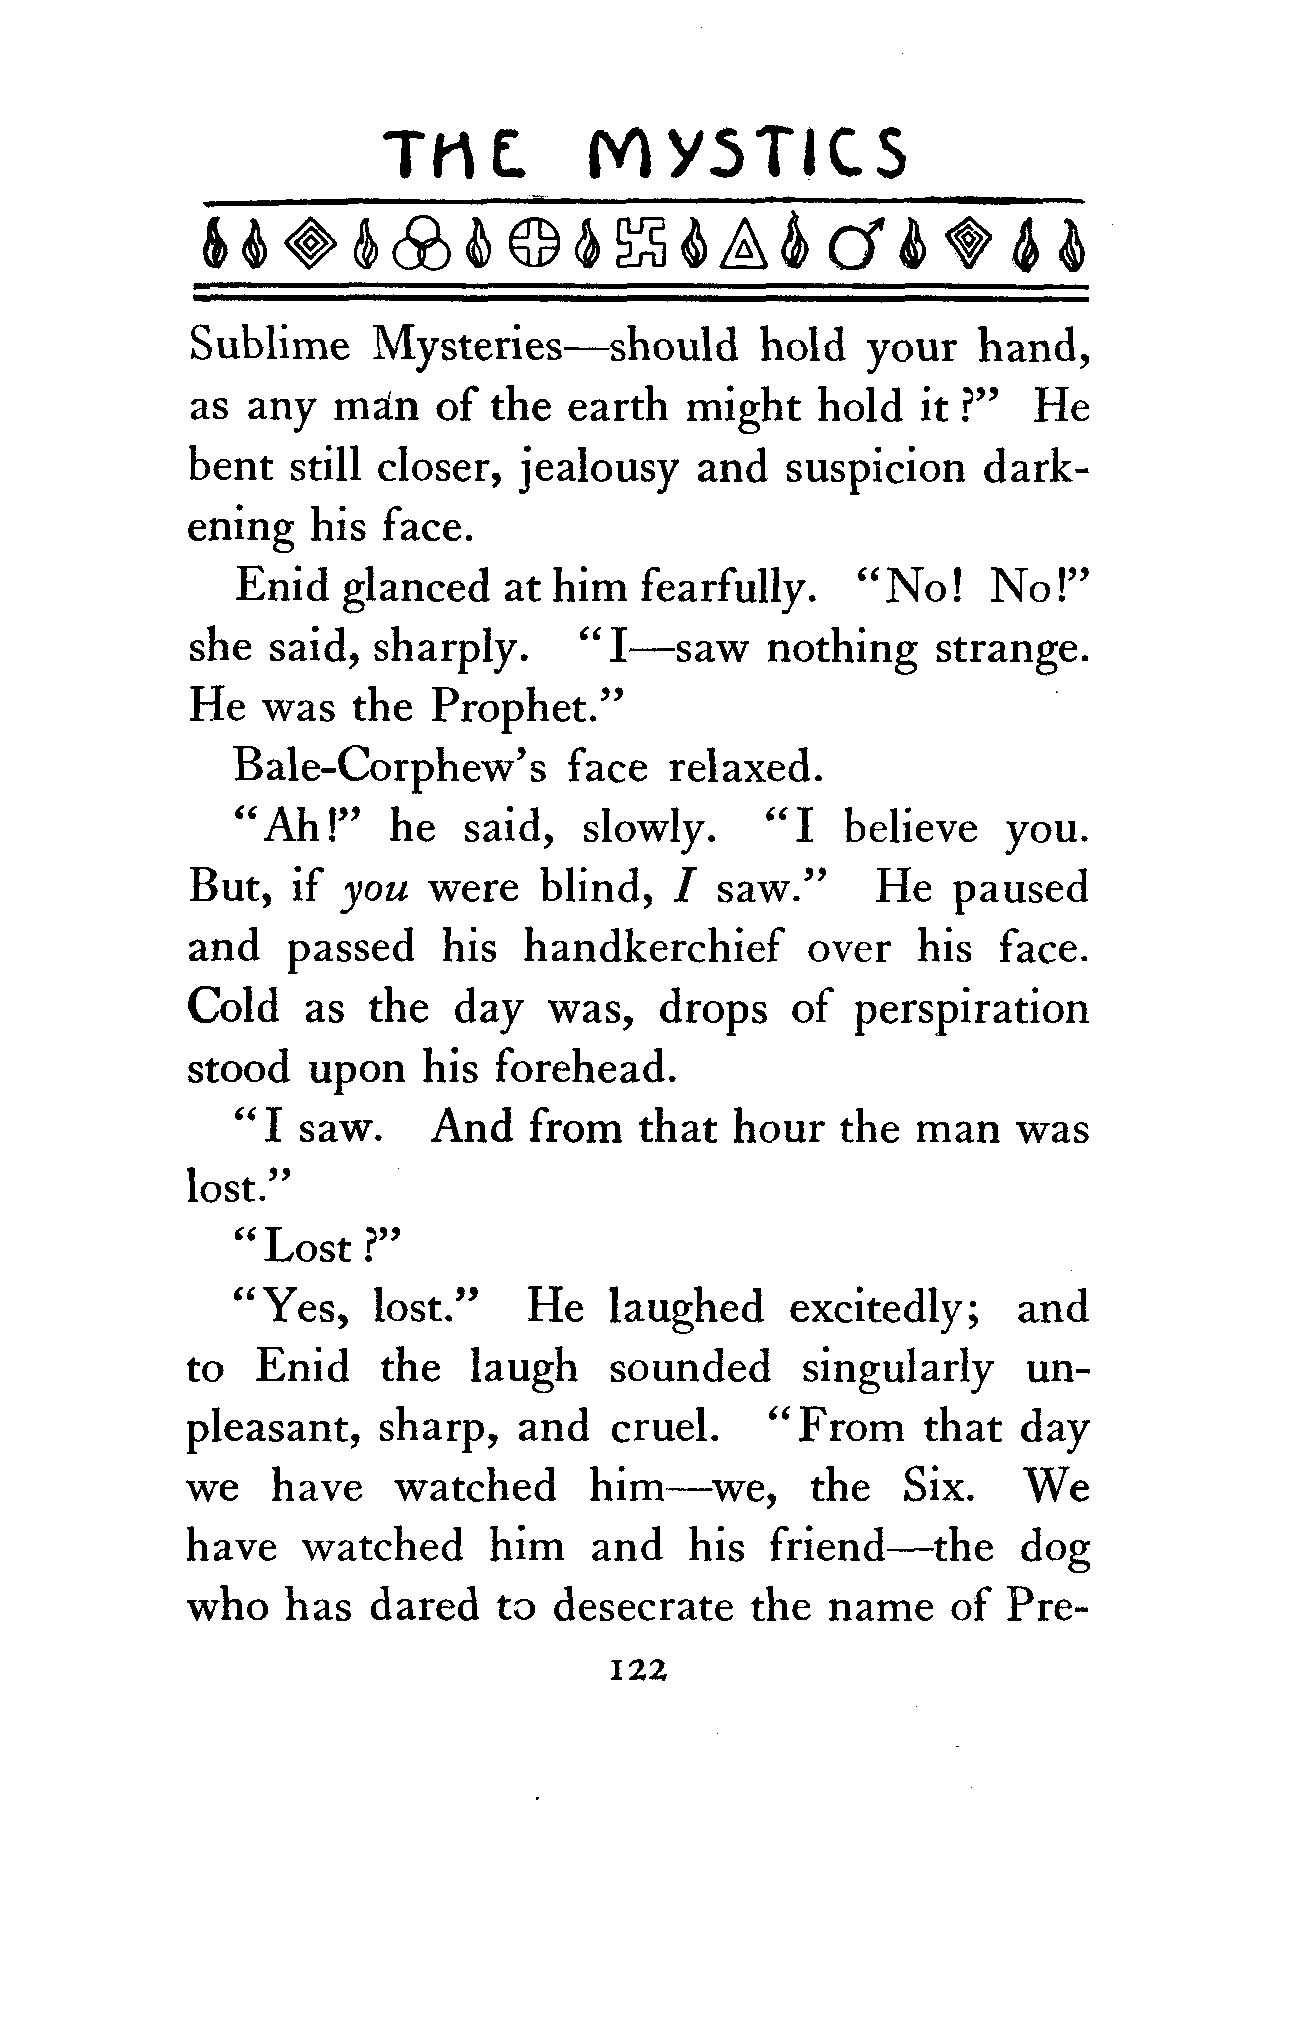 THE MYSTICS
Sublime Mysteries—should hold your hand,
as any man of the earth might hold it?” He
bent still closer, jealousy and suspicion dark-
ening his face.
Enid glanced at him fearfully. “No! No!”
she said, sharply. “I—saw nothing strange.
He was the Prophet.”
Bale-Corphew’s face relaxed.
“Ah!” he said, slowly. “I believe you.
But, if you were blind, I saw.” He paused
and passed his handkerchief over his face.
Cold as the day was, drops of perspiration
stood upon his forehead.
“I saw. And from that hour the man was
lost.”
“Lost?”
“Yes, lost.” He laughed excitedly; and
to Enid the laugh sounded singularly un-
pleasant, sharp, and cruel. “From that day
we have watched him—we, the Six. We
have watched him and his friend—the dog
who has dared to desecrate the name of Pre-
122